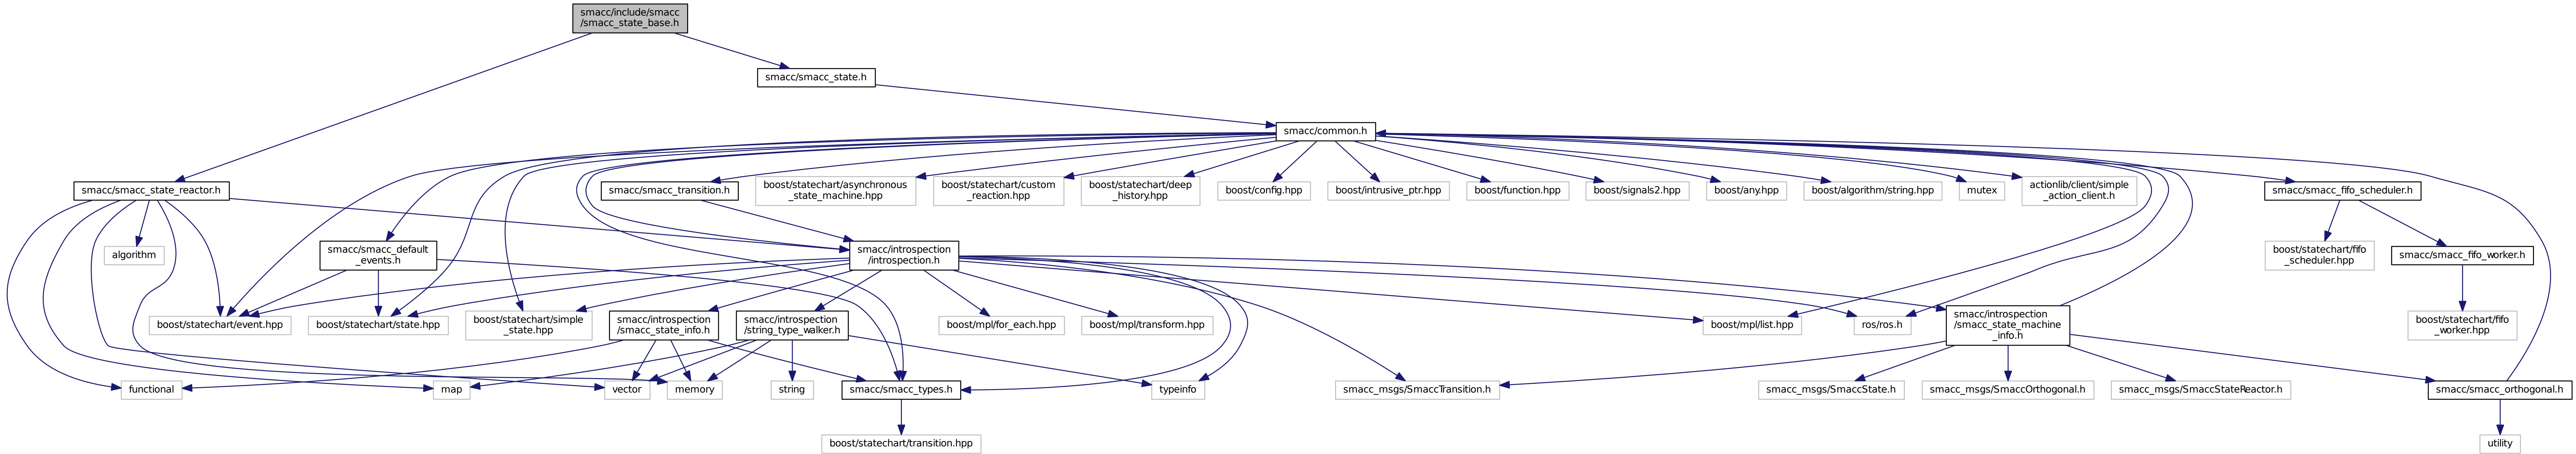 smacc/include/smacc
/smacc_state_base.h
smacc/smacc_state.h
smacc/common.h
smacc/smacc_state_reactor.h
smacc/smacc_transition.h
boost/statechart/asynchronous
_state_machine.hpp
boost/statechart/custom
_reaction.hpp
boost/statechart/deep
_history.hpp
boost/config.hpp
boost/intrusive_ptr.hpp
boost/function.hpp
boost/signals2.hpp
boost/any.hpp
boost/algorithm/string.hpp
mutex
actionlib/client/simple
_action_client.h
smacc/smacc_fifo_scheduler.h
algorithm
smacc/smacc_default
_events.h
smacc/introspection
/introspection.h
boost/statechart/fifo
_scheduler.hpp
smacc/smacc_fifo_worker.h
boost/statechart/event.hpp
boost/statechart/state.hpp
boost/statechart/simple
_state.hpp
smacc/introspection
/smacc_state_info.h
smacc/introspection
/string_type_walker.h
boost/mpl/for_each.hpp
boost/mpl/transform.hpp
boost/mpl/list.hpp
ros/ros.h
smacc/introspection
/smacc_state_machine
_info.h
boost/statechart/fifo
_worker.hpp
functional
map
vector
memory
string
smacc/smacc_types.h
typeinfo
smacc_msgs/SmaccTransition.h
smacc_msgs/SmaccState.h
smacc_msgs/SmaccOrthogonal.h
smacc_msgs/SmaccStateReactor.h
smacc/smacc_orthogonal.h
boost/statechart/transition.hpp
utility